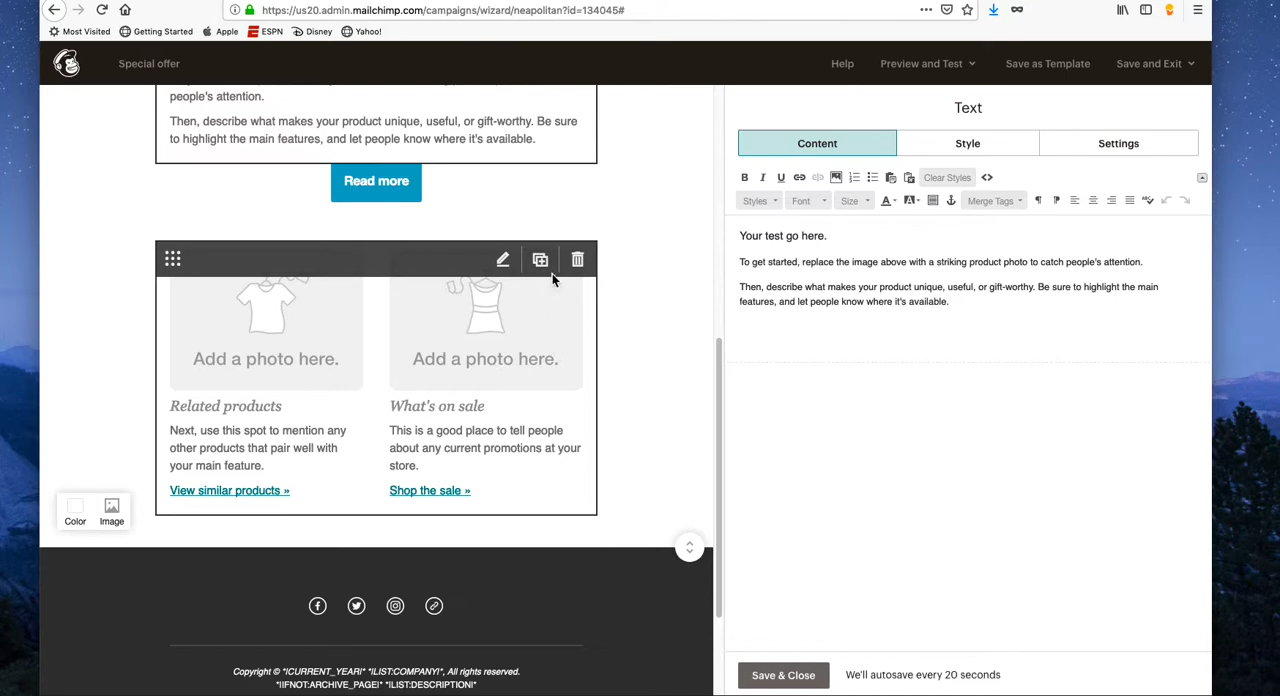 https://us20.admin.mailchimp.com/campaigns/wizard/neapolitan?id=134045#
Most Visited Getting Started Apple ESPN Disney Yahoo!
Special offer Help Preview and Test Save as Template Save and Exit
people's attention.
Then, describe what makes your product unique, useful, or gift-worthy. Be sure
to highlight the main features, and let people know where it's available.
Read more
Add a photo here. Add a photo here.
Related products What's on sale
Next, use this spot to mention any This is a good place to tell people
other products that pair well with about any current promotions at your
your main feature. store.
View similar products » Shop the sale »
Color Image
Copyright © *|CURRENT_YEAR|* *|LIST:COMPANY|*, All rights reserved.
*|IFNOT:ARCHIVE_PAGE|* *|LIST:DESCRIPTION|*
Text
Content Style Settings
B I U Clear Styles <>
Styles Font Size A A Merge Tags
Your test go here.
To get started, replace the image above with a striking product photo to catch people's attention.
Then, describe what makes your product unique, useful, or gift-worthy. Be sure to highlight the main
features, and let people know where it's available.
Save & Close We'll autosave every 20 seconds